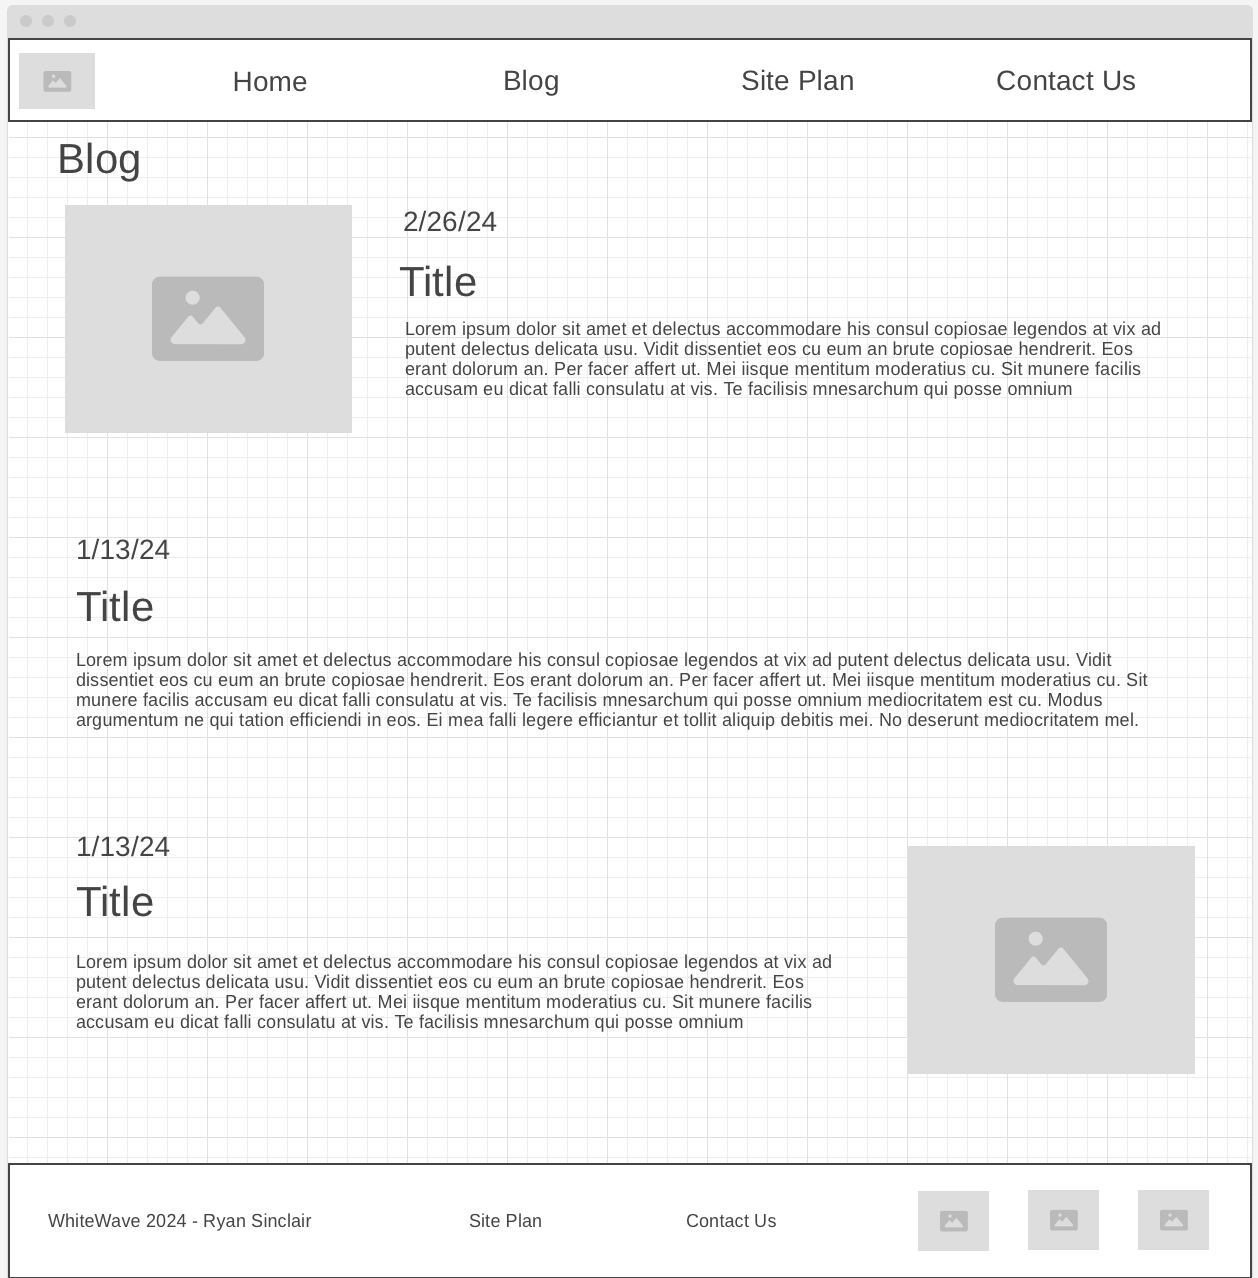 Home
Blog
Site Plan
Contact Us
Blog
2/26/24
Title
Lorem ipsum dolor sit amet et delectus accommodare his consul copiosae legendos at vix ad
putent delectus delicata usu. Vidit dissentiet eos cu eum an brute copiosae hendrerit. Eos
erant dolorum an. Per facer affert ut. Mei iisque mentitum moderatius cu. Sit munere facilis
accusam eu dicat falli consulatu at vis. Te facilisis mnesarchum qui posse omnium
1/13/24
Title
Lorem ipsum dolor sit amet et delectus accommodare his consul copiosae legendos at vix ad putent delectus delicata usu. Vidit
dissentiet eos cu eum an brute copiosae hendrerit. Eos erant dolorum an. Per facer affert ut. Mei iisque mentitum moderatius cu. Sit
munere facilis accusam eu dicat falli consulatu at vis. Te facilisis mnesarchum qui posse omnium mediocritatem est cu. Modus
argumentum ne qui tation efficiendi in eos. Ei mea falli legere efficiantur et tollit aliquip debitis mei. No deserunt mediocritatem mel.
1/13/24
Title
Lorem ipsum dolor sit amet et delectus accommodare his consul copiosae legendos at vix ad
putent delectus delicata usu. Vidit dissentiet eos cu eum an brute copiosae hendrerit. Eos
erant dolorum an. Per facer affert ut. Mei iisque mentitum moderatius cu. Sit munere facilis
accusam eu dicat falli consulatu at vis. Te facilisis mnesarchum qui posse omnium
WhiteWave 2024 - Ryan Sinclair
Site Plan
Contact Us